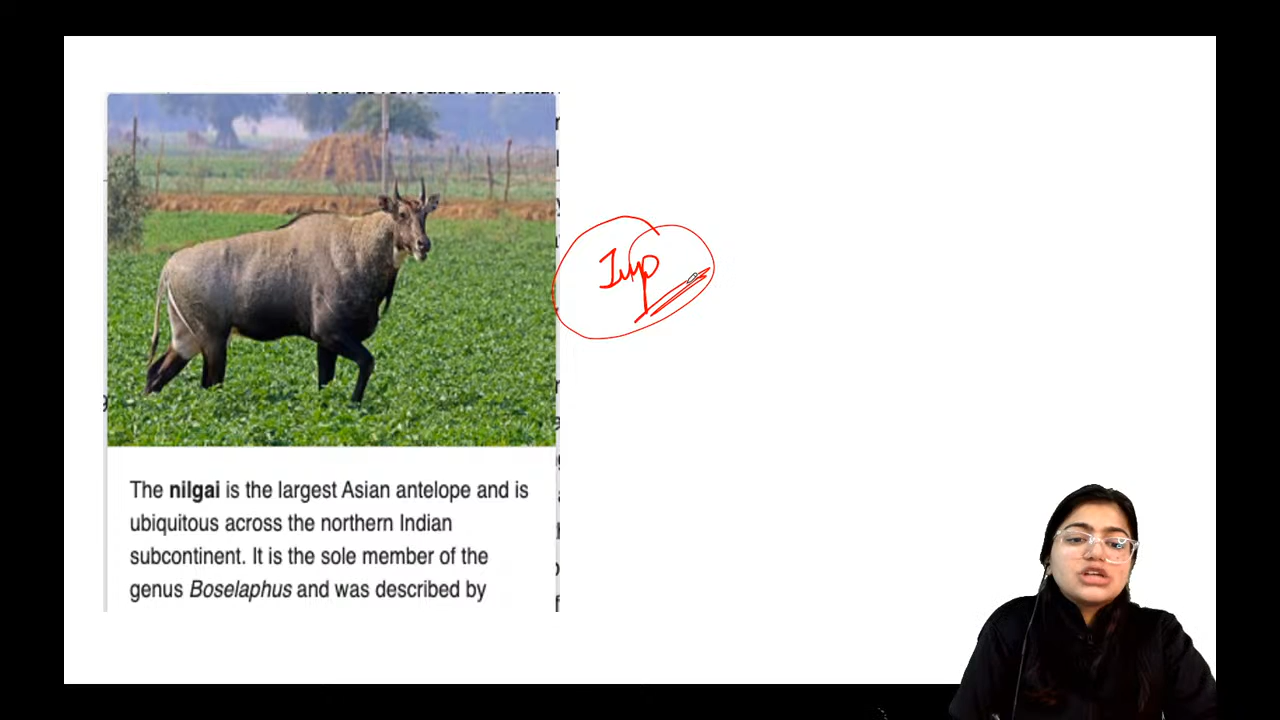 Imp
The nilgai is the largest Asian antelope and is
ubiquitous across the northern Indian
subcontinent. It is the sole member of the
genus Boselaphus and was described by